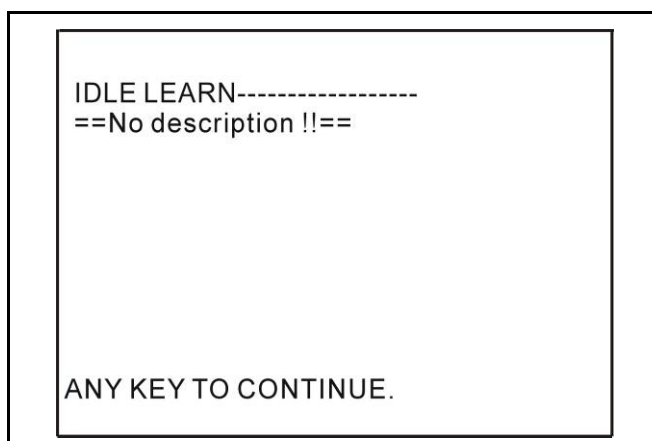 IDLE LEARN------------------
==No description !!==
ANY KEY TO CONTINUE.